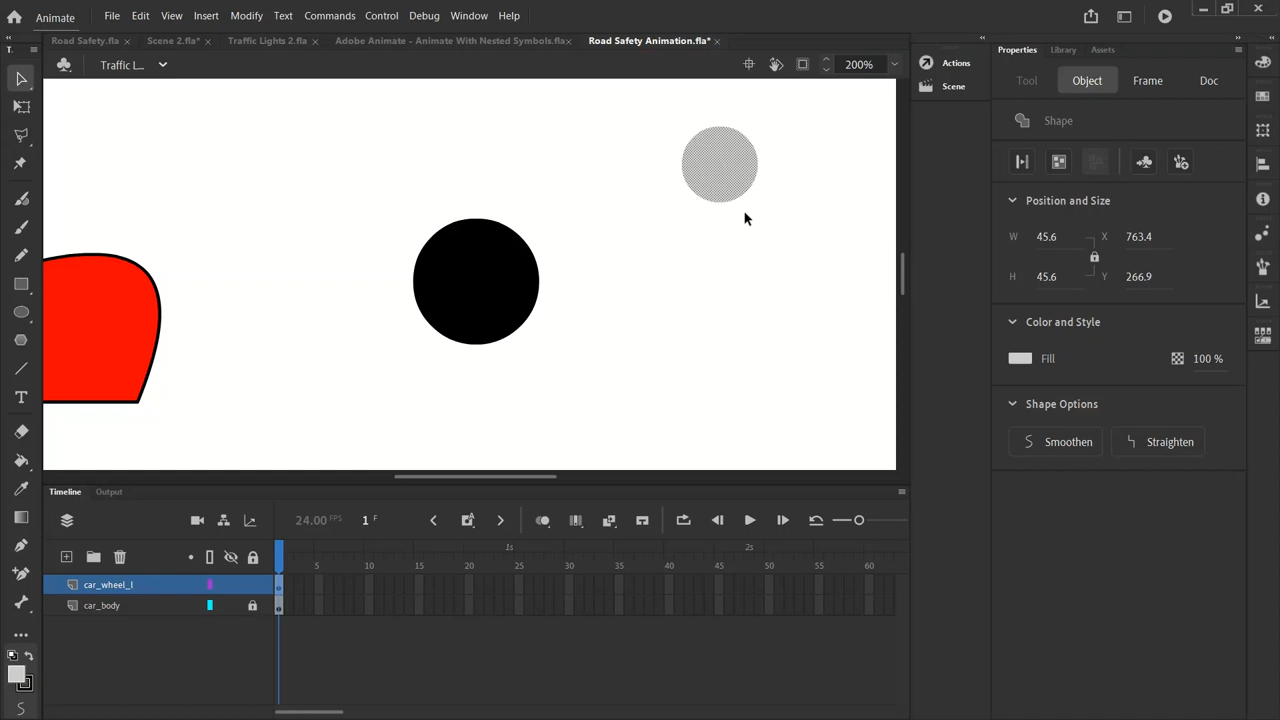 Animate File Edit View Insert Modify Text Commands Control Debug Window Help
Road Safety.fla × Scene 2.fla* × Traffic Lights 2.fla × Adobe Animate - Animate With Nested Symbols.fla× Road Safety Animation.fla* ×
T.
Traffic L... 200%
Actions
Scene
Properties Library Assets
Tool Object Frame Doc
Shape
Position and Size
W 45.6 X 763.4
H 45.6 Y 266.9
Color and Style
Fill 100 %
Shape Options
Smoothen Straighten
Timeline Output
24.00 FPS 1 F
1s 2s
5 10 15 20 25 30 35 40 45 50 55 60
car_wheel_l
car_body